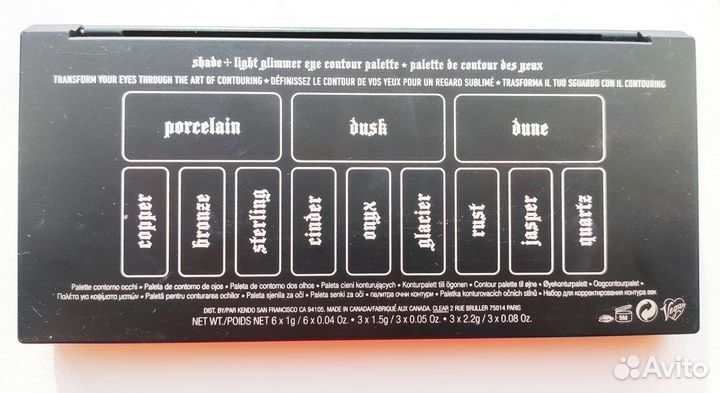 shade + light glimmer eye contour palette ★ palette de contour des yeux
TRANSFORM YOUR EYES THROUGH THE ART OF CONTOURING ★ DÉFINISSEZ LE CONTOUR DE VOS YEUX POUR UN REGARD SUBLIMÉ ★ TRASFORMA IL TUO SGUARDO CON IL CONTOURING
porcelain dusk dune
copper bronze sterling cinder onyx glacier rust jasper quartz
Palette contorno occhi • Paleta de contorno de ojos • Paleta de contorno dos olhos • Paleta cieni konturujących • Konturpalett till ögonen • Contour palette til øjne • Øyekonturpalett • Oogcontourpalet •
Παλέτα για κοψίματα ματιών • Paletă pentru conturarea ochilor • Paleta sjenila za oči • Paleta senki za oči • палитра очни контури • Paletka konturovacích očních stínů • Набор для корректирования контура век
DIST. BY/PAR KENDO SAN FRANCISCO CA 94105. MADE IN CANADA/FABRIQUÉ AUX CANADA. CLEAR 2 RUE BRULLER 75014 PARIS
NET WT./POIDS NET 6 x 1g / 6 x 0.04 Oz. • 3 x 1.5g / 3 x 0.05 Oz. • 3 x 2.2g / 3 x 0.08 Oz.
Vegan
Avito